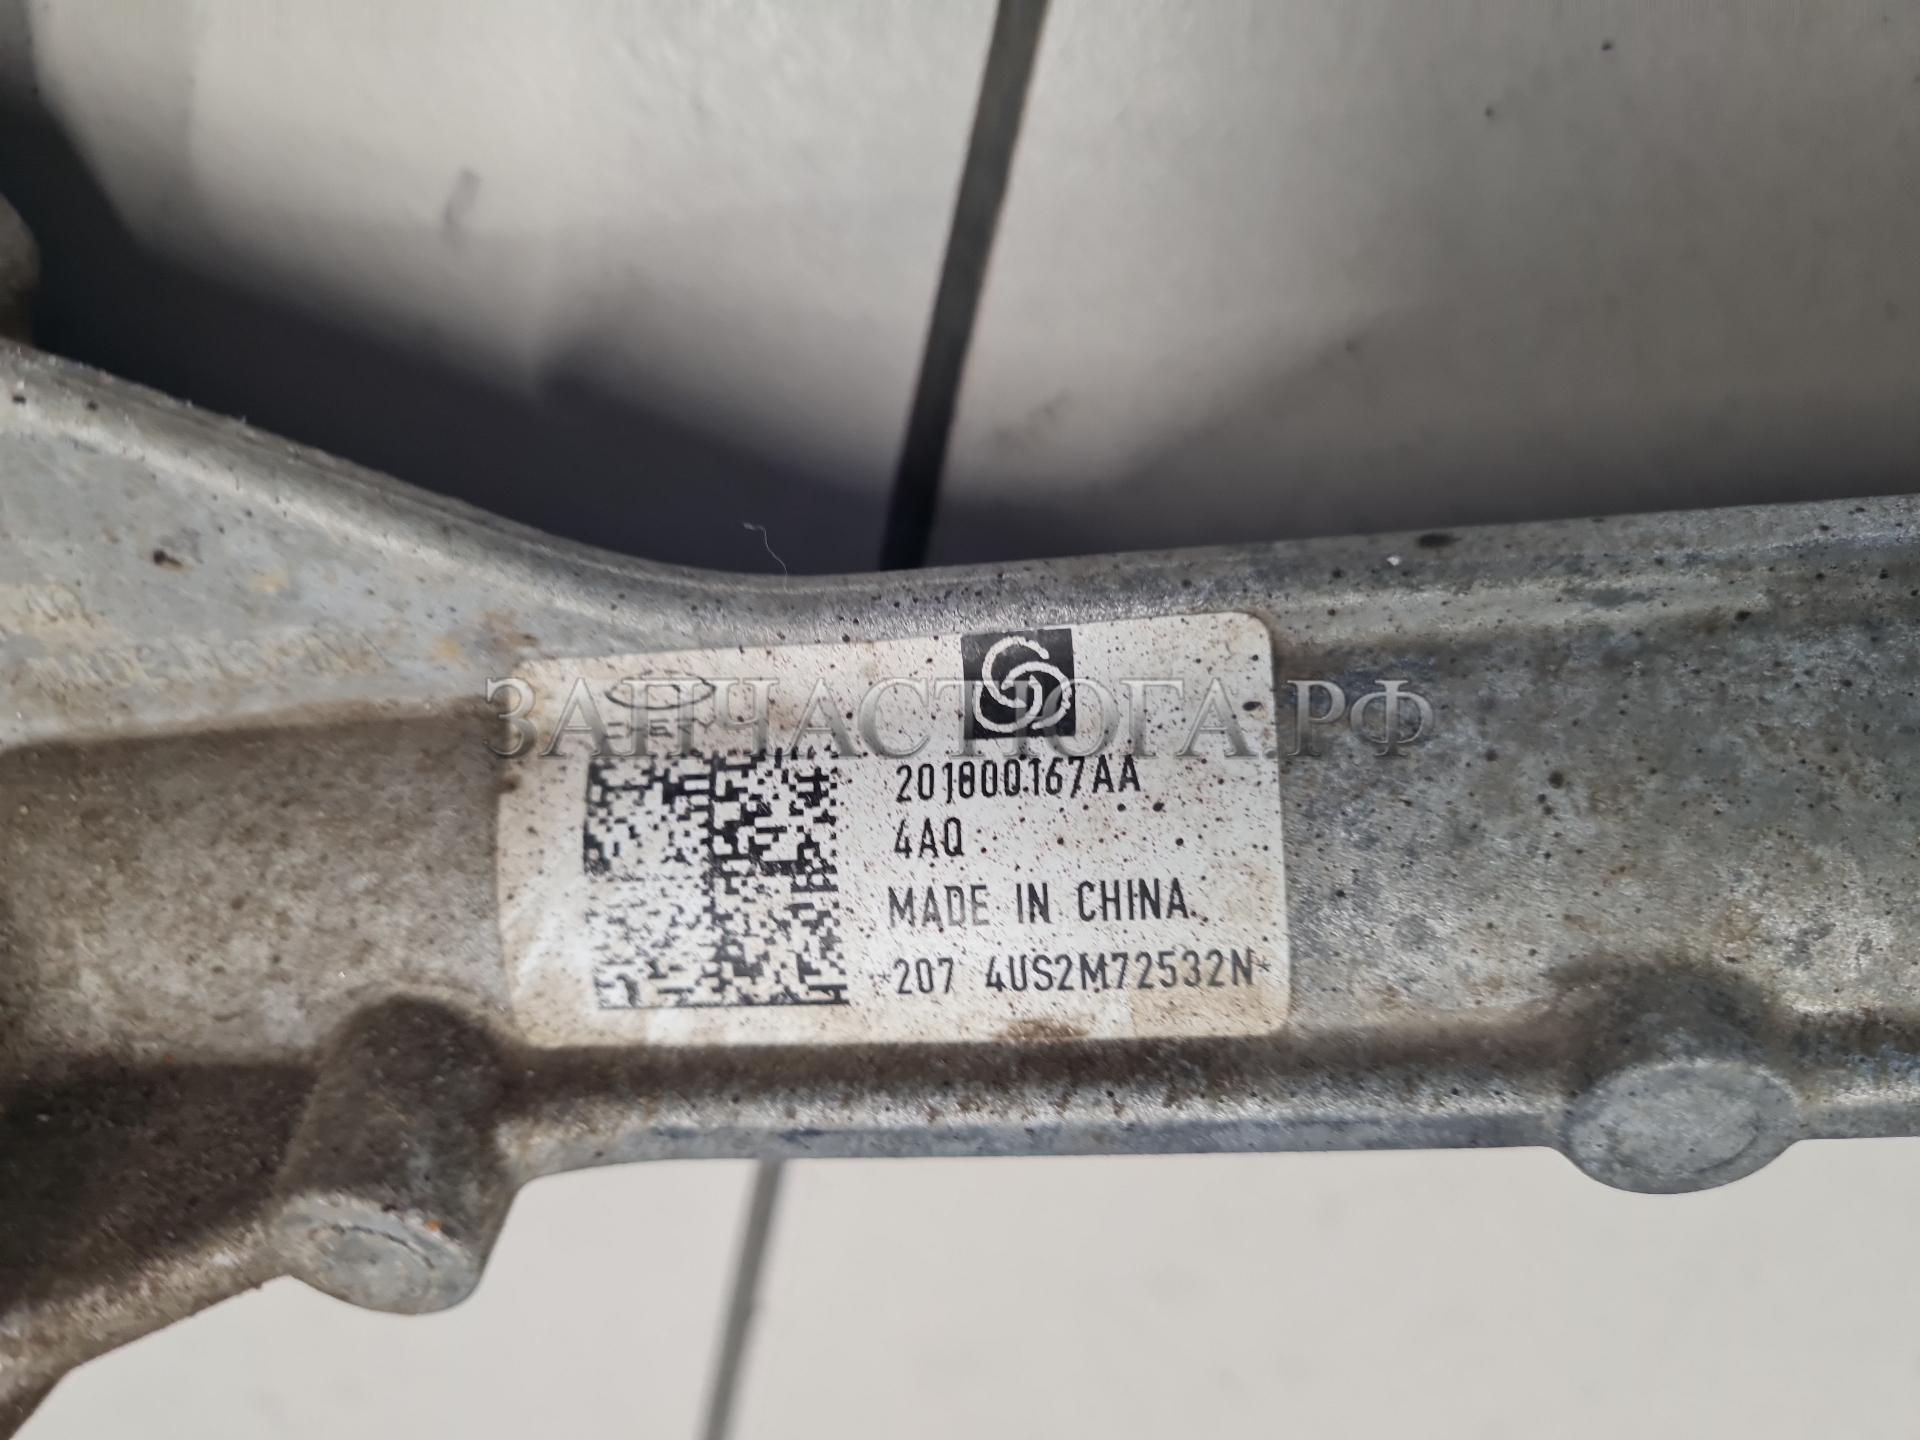 ЗАПЧАСТЮГА.РФ
201800167AA
4AQ
MADE IN CHINA
*207 4US2M72532N*